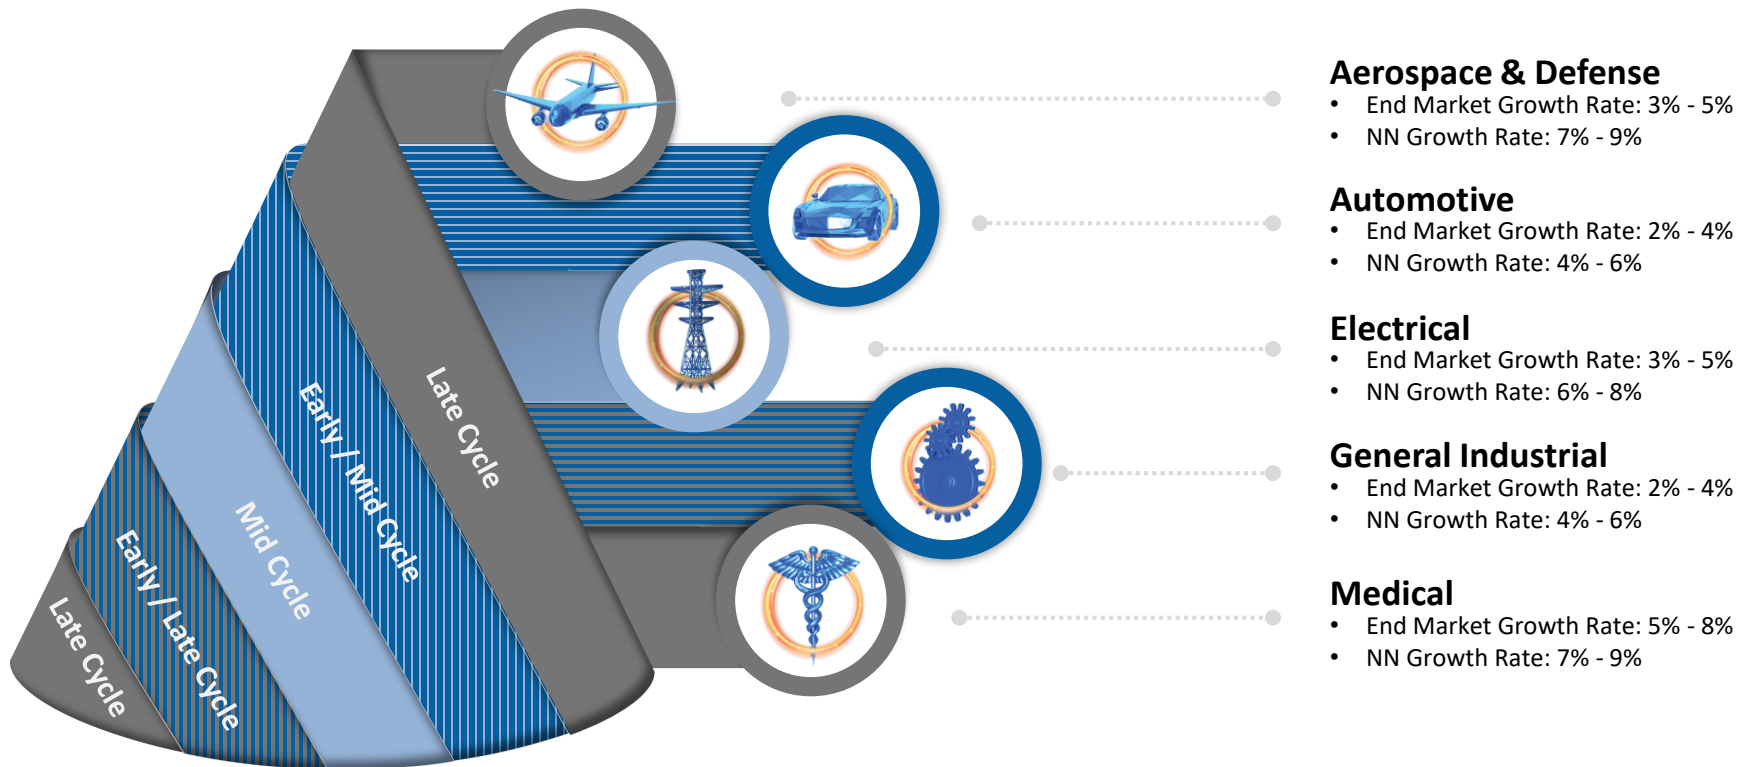 Aerospace & Defense
• End Market Growth Rate: 3% - 5%
• NN Growth Rate: 7% - 9%
Automotive
• End Market Growth Rate: 2% - 4%
• NN Growth Rate: 4% - 6%
Electrical
• End Market Growth Rate: 3% - 5%
• NN Growth Rate: 6% - 8%
General Industrial
• End Market Growth Rate: 2% - 4%
• NN Growth Rate: 4% - 6%
Medical
• End Market Growth Rate: 5% - 8%
• NN Growth Rate: 7% - 9%
Late Cycle
Early / Mid Cycle
Mid Cycle
Early / Late Cycle
Late Cycle